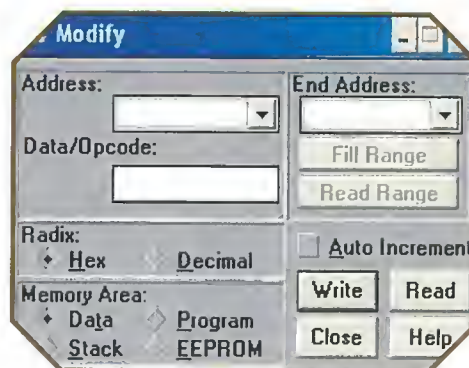 Modify
Address:
End Address:
Data/Opcode:
Fill Range
Read Range
Radix:
Hex Decimal
Auto Increment
Memory Area:
Data Program
Stack EEPROM
Write Read
Close Help